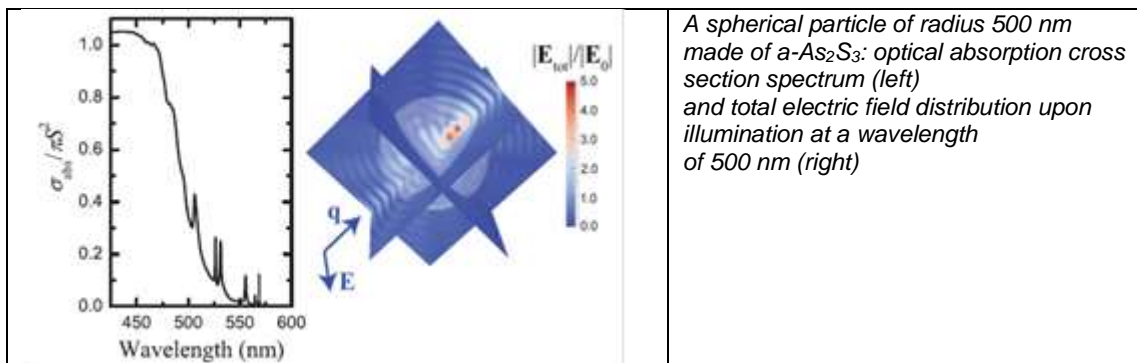 1.0
0.8
0.6
0.4
0.2
0.0
σabs/πS²
450 500 550 600
Wavelength (nm)
|Etot|/|E0|
5.0
4.0
3.0
2.0
1.0
0.0
q
E
A spherical particle of radius 500 nm
made of a-As2S3: optical absorption cross
section spectrum (left)
and total electric field distribution upon
illumination at a wavelength
of 500 nm (right)